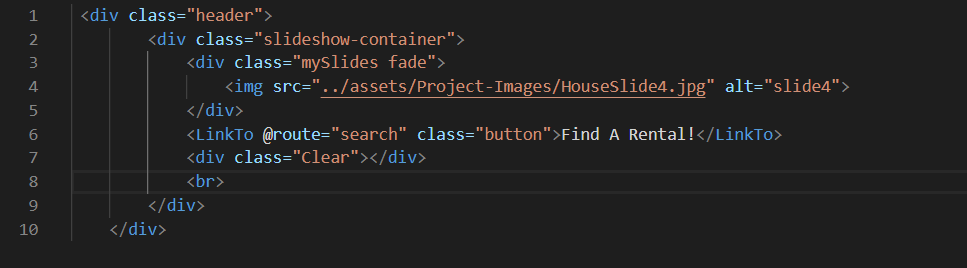 1 <div class="header">
2 <div class="slideshow-container">
3 <div class="mySlides fade">
4 <img src="../assets/Project-Images/HouseSlide4.jpg" alt="slide4">
5 </div>
6 <LinkTo @route="search" class="button">Find A Rental!</LinkTo>
7 <div class="Clear"></div>
8 <br>
9 </div>
10 </div>